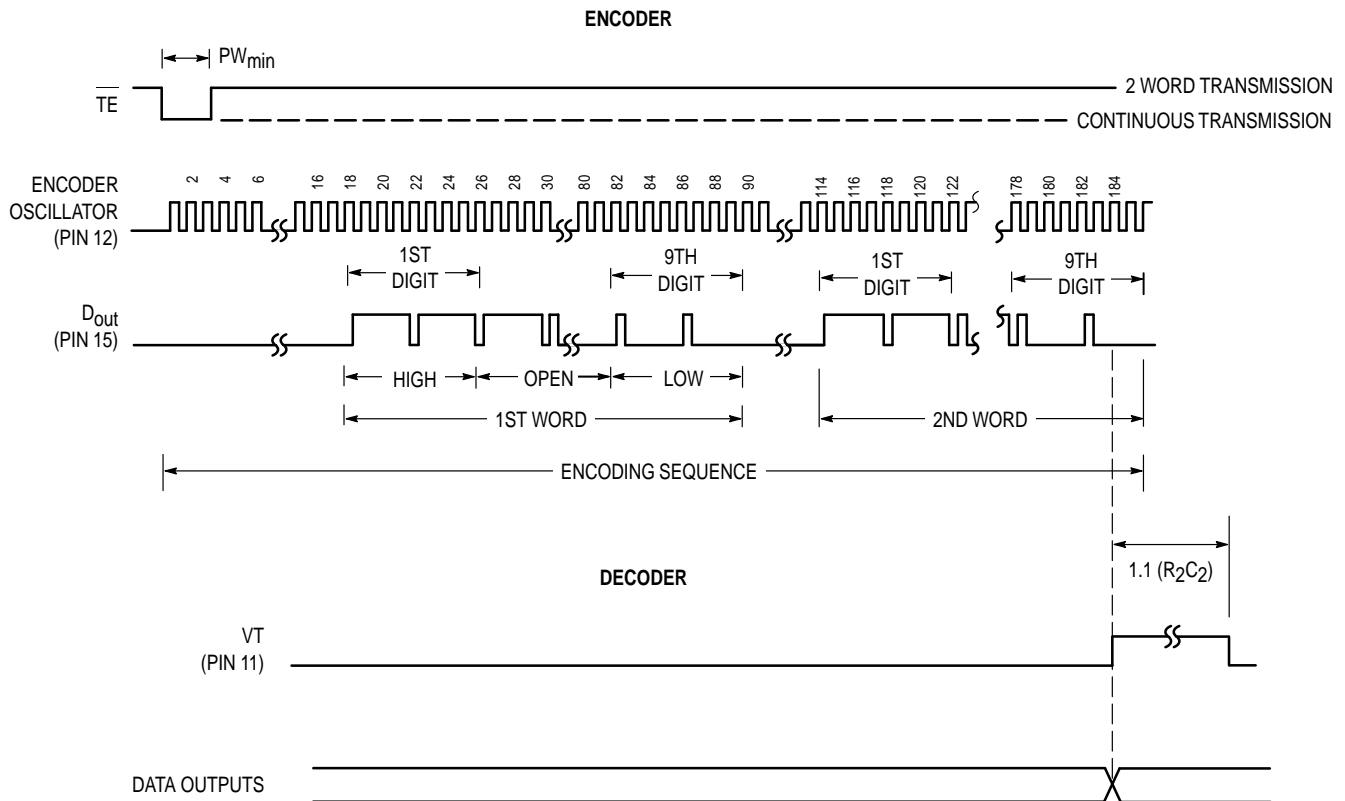 ENCODER
PWmin
TE
2 WORD TRANSMISSION
CONTINUOUS TRANSMISSION
ENCODER
OSCILLATOR
(PIN 12)
2 4 6 16 18 20 22 24 26 28 30 80 82 84 86 88 90 114 116 118 120 122 178 180 182 184
1ST
DIGIT
9TH
DIGIT
1ST
DIGIT
9TH
DIGIT
Dout
(PIN 15)
HIGH OPEN LOW
1ST WORD 2ND WORD
ENCODING SEQUENCE
DECODER
1.1 (R2C2)
VT
(PIN 11)
DATA OUTPUTS